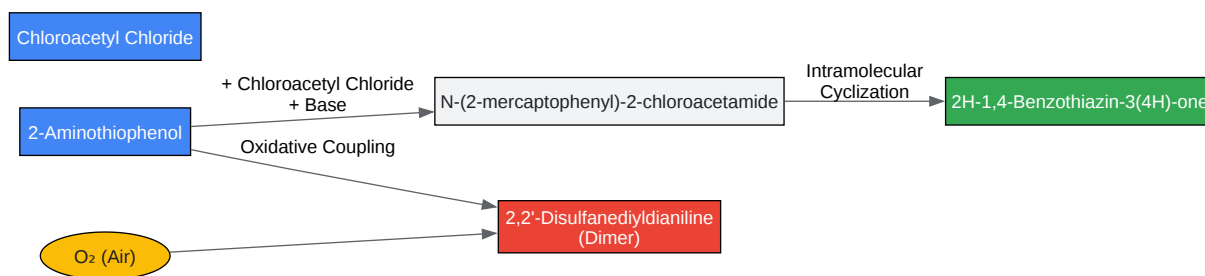 Chloroacetyl Chloride
2-Aminothiophenol
+ Chloroacetyl Chloride
+ Base
N-(2-mercaptophenyl)-2-chloroacetamide
Intramolecular
Cyclization
2H-1,4-Benzothiazin-3(4H)-one
Oxidative Coupling
2,2'-Disulfanediyldianiline
(Dimer)
O₂ (Air)